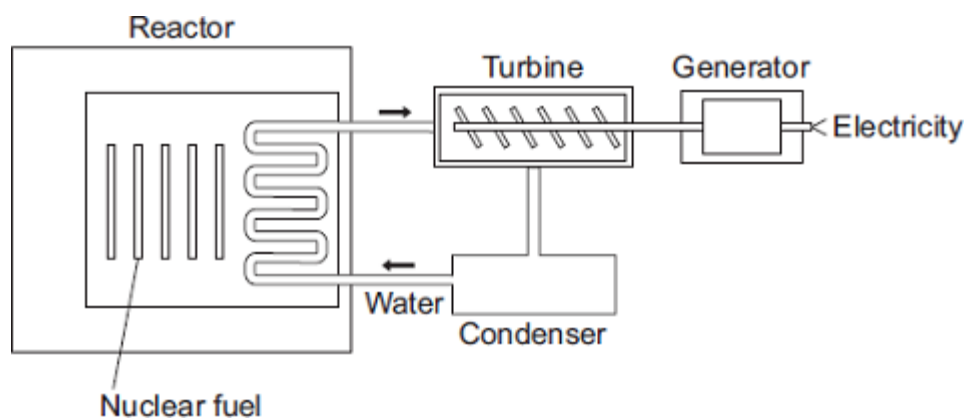 Reactor
Turbine
Generator
Electricity
Water
Condenser
Nuclear fuel